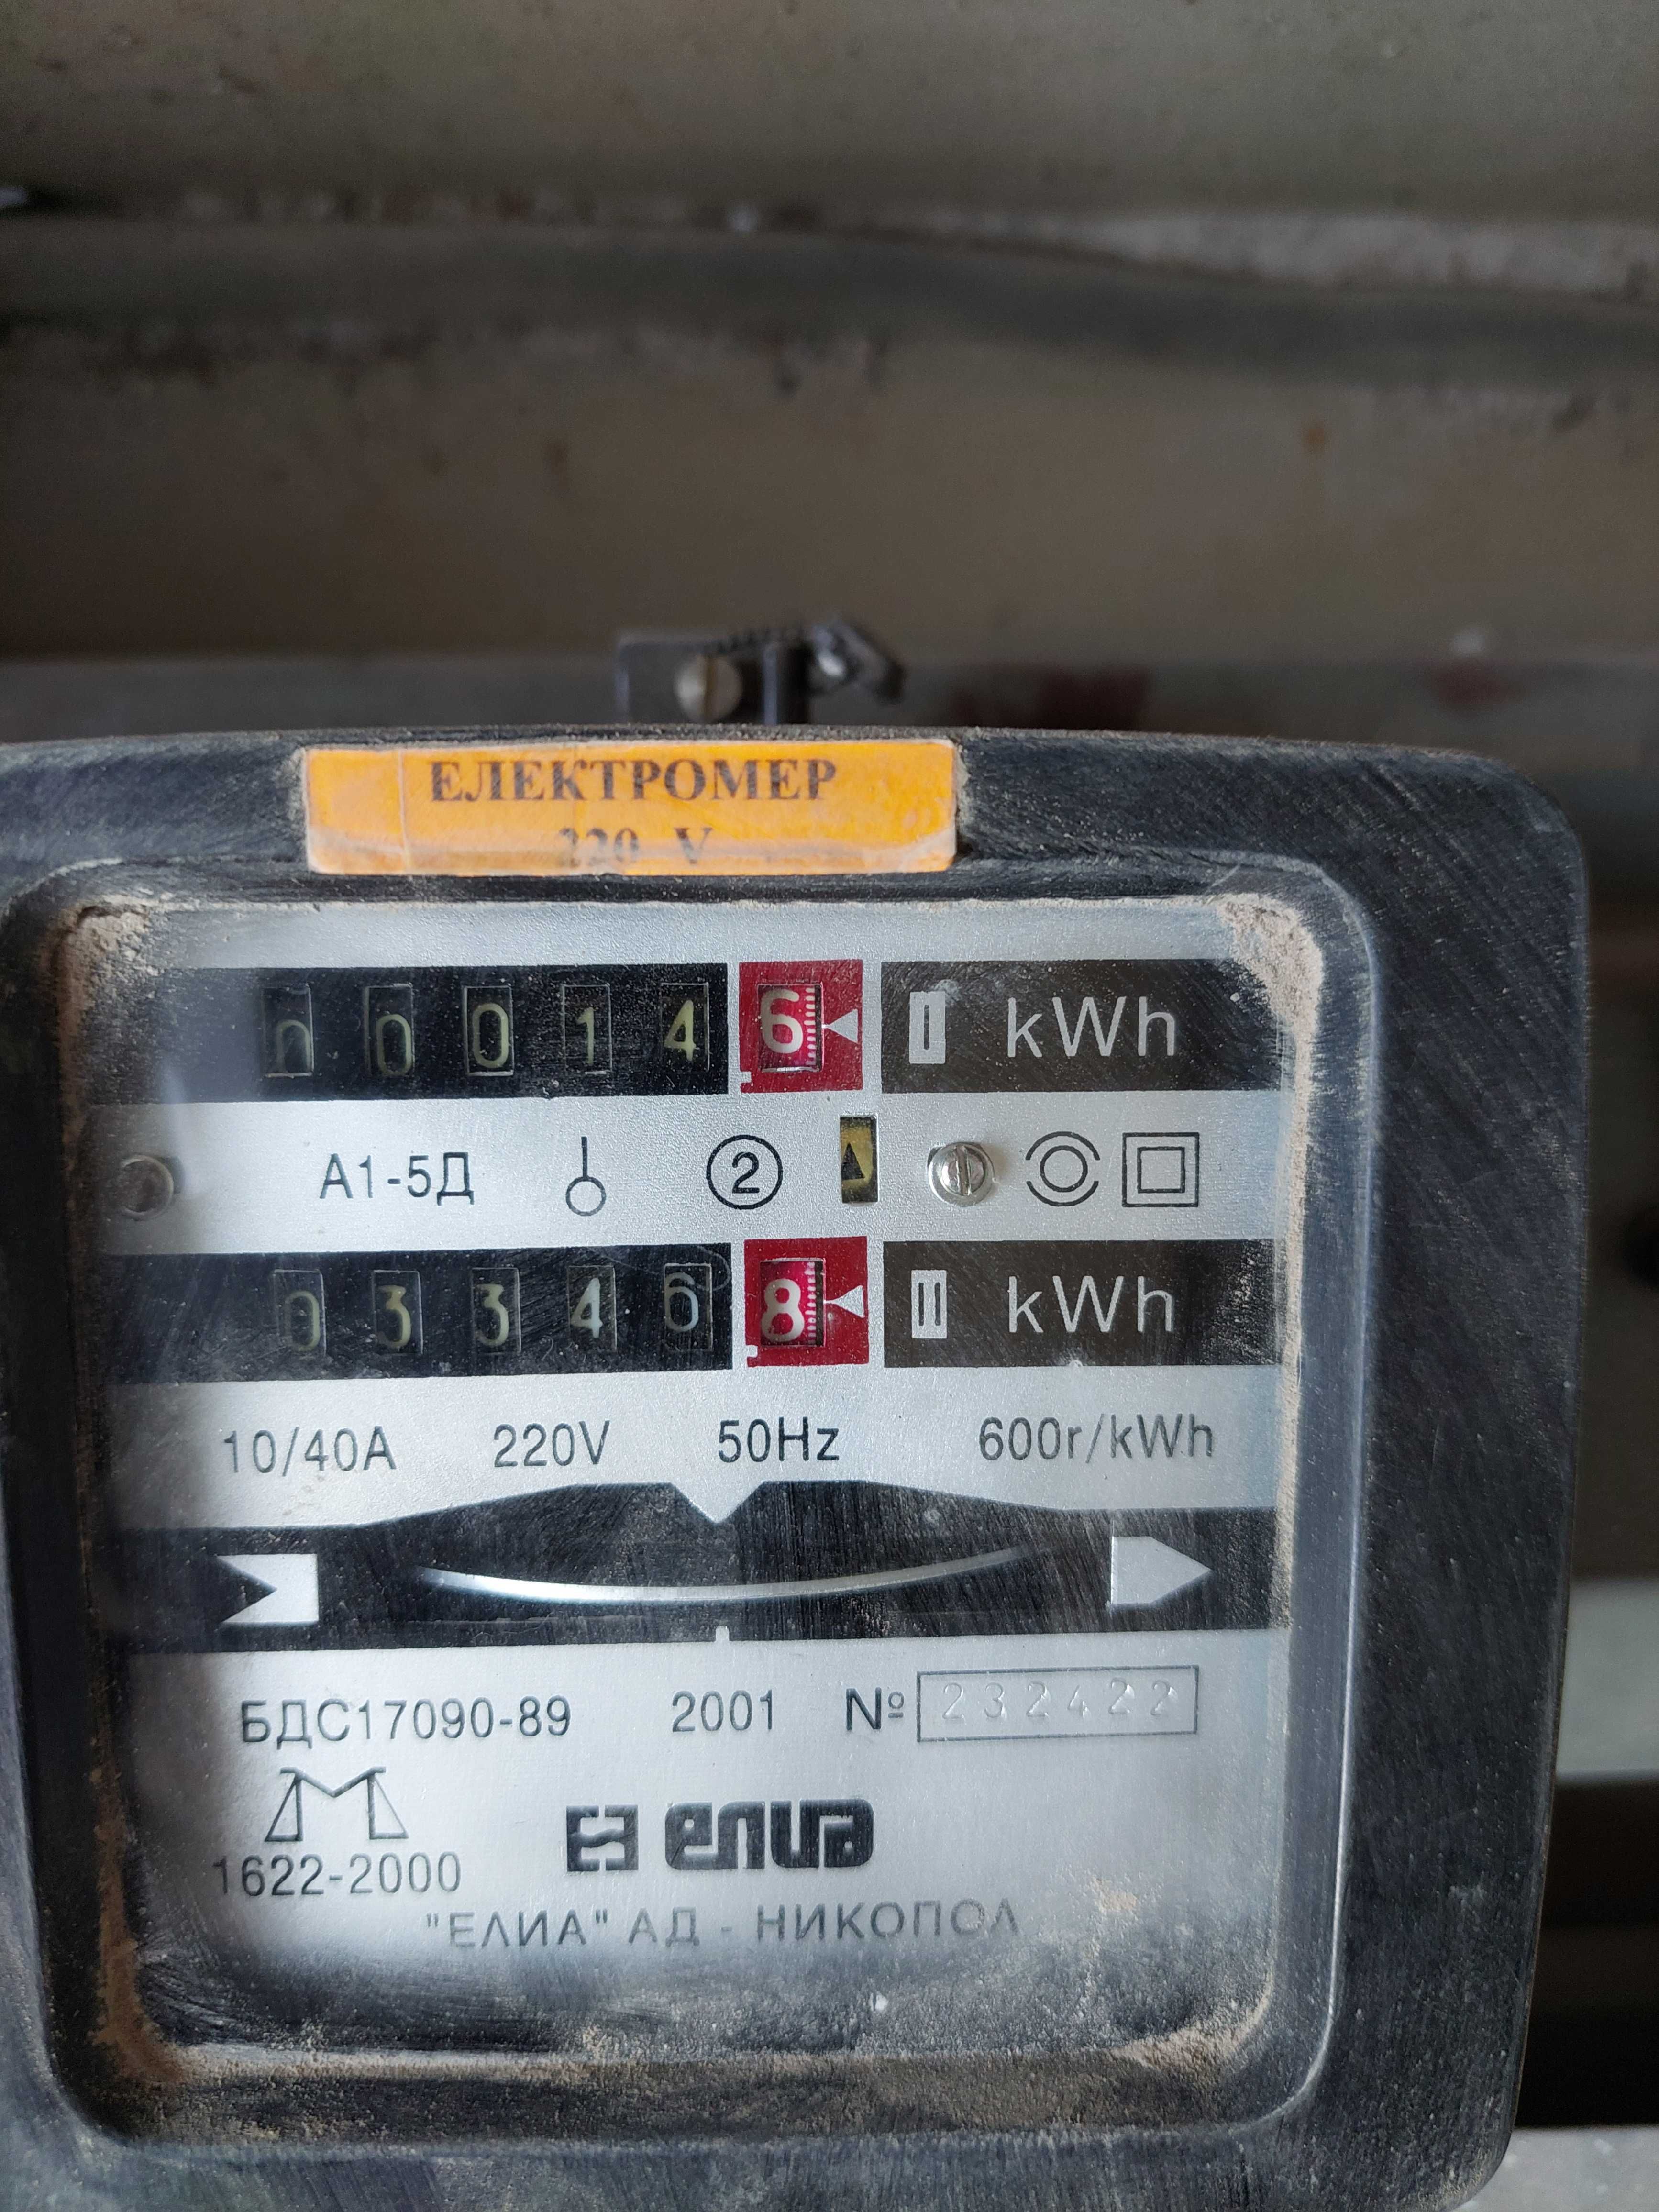 ЕЛЕКТРОМЕР
220 V
000146 I kWh
А1-5Д 2
033468 II kWh
10/40A 220V 50Hz 600r/kWh
БДС17090-89 2001 № 232422
1622-2000
елиа
"ЕЛИА" АД - НИКОПОЛ